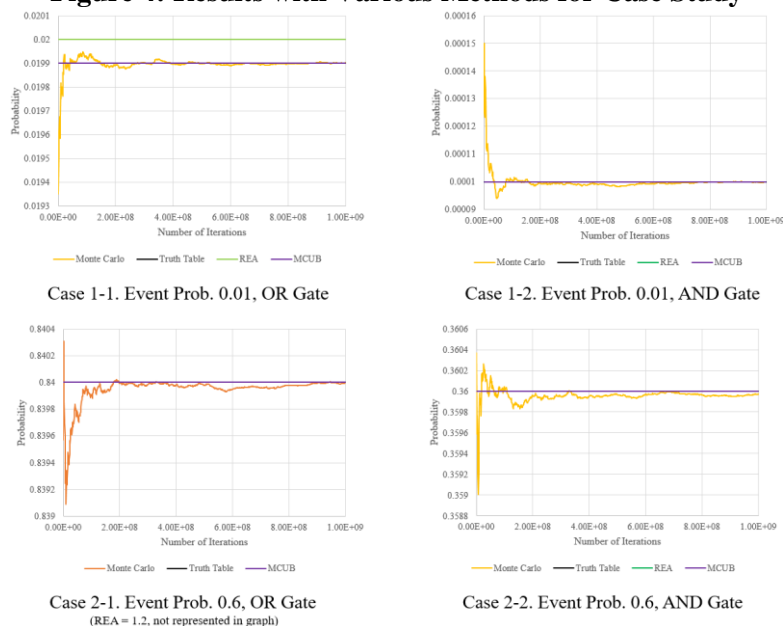 Figure 4. Results with Various Methods for Case Study
0.0201
0.02
0.0199
0.0198
0.0197
0.0196
0.0195
0.0194
0.0193
Probability
0.00E+00 2.00E+08 4.00E+08 6.00E+08 8.00E+08 1.00E+09
Number of Iterations
Monte Carlo Truth Table REA MCUB
Case 1-1. Event Prob. 0.01, OR Gate
0.00016
0.00015
0.00014
0.00013
0.00012
0.00011
0.0001
0.00009
Probability
0.00E+00 2.00E+08 4.00E+08 6.00E+08 8.00E+08 1.00E+09
Number of Iterations
Monte Carlo Truth Table REA MCUB
Case 1-2. Event Prob. 0.01, AND Gate
0.8404
0.8402
0.84
0.8398
0.8396
0.8394
0.8392
0.839
Probability
0.00E+00 2.00E+08 4.00E+08 6.00E+08 8.00E+08 1.00E+09
Number of Iterations
Monte Carlo Truth Table REA MCUB
Case 2-1. Event Prob. 0.6, OR Gate
(REA = 1.2, not represented in graph)
0.3606
0.3604
0.3602
0.36
0.3598
0.3596
0.3594
0.3592
0.359
0.3588
Probability
0.00E+00 2.00E+08 4.00E+08 6.00E+08 8.00E+08 1.00E+09
Number of Iterations
Monte Carlo Truth Table REA MCUB
Case 2-2. Event Prob. 0.6, AND Gate